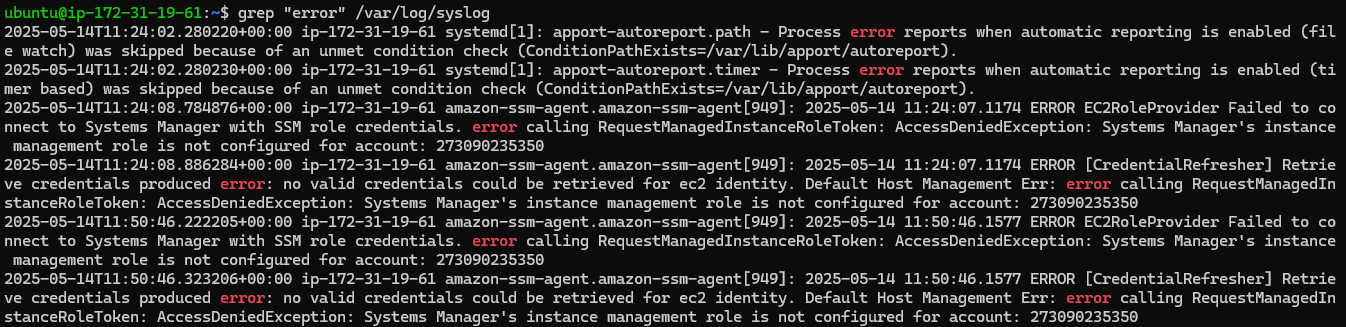 ubuntu@ip-172-31-19-61:~$ grep "error" /var/log/syslog
2025-05-14T11:24:02.280220+00:00 ip-172-31-19-61 systemd[1]: apport-autoreport.path - Process error reports when automatic reporting is enabled (fil
e watch) was skipped because of an unmet condition check (ConditionPathExists=/var/lib/apport/autoreport).
2025-05-14T11:24:02.280230+00:00 ip-172-31-19-61 systemd[1]: apport-autoreport.timer - Process error reports when automatic reporting is enabled (ti
mer based) was skipped because of an unmet condition check (ConditionPathExists=/var/lib/apport/autoreport).
2025-05-14T11:24:08.784876+00:00 ip-172-31-19-61 amazon-ssm-agent.amazon-ssm-agent[949]: 2025-05-14 11:24:07.1174 ERROR EC2RoleProvider Failed to co
nnect to Systems Manager with SSM role credentials. error calling RequestManagedInstanceRoleToken: AccessDeniedException: Systems Manager's instance
 management role is not configured for account: 273090235350
2025-05-14T11:24:08.886284+00:00 ip-172-31-19-61 amazon-ssm-agent.amazon-ssm-agent[949]: 2025-05-14 11:24:07.1174 ERROR [CredentialRefresher] Retrie
ve credentials produced error: no valid credentials could be retrieved for ec2 identity. Default Host Management Err: error calling RequestManagedIn
stanceRoleToken: AccessDeniedException: Systems Manager's instance management role is not configured for account: 273090235350
2025-05-14T11:50:46.222205+00:00 ip-172-31-19-61 amazon-ssm-agent.amazon-ssm-agent[949]: 2025-05-14 11:50:46.1577 ERROR EC2RoleProvider Failed to co
nnect to Systems Manager with SSM role credentials. error calling RequestManagedInstanceRoleToken: AccessDeniedException: Systems Manager's instance
 management role is not configured for account: 273090235350
2025-05-14T11:50:46.323206+00:00 ip-172-31-19-61 amazon-ssm-agent.amazon-ssm-agent[949]: 2025-05-14 11:50:46.1577 ERROR [CredentialRefresher] Retrie
ve credentials produced error: no valid credentials could be retrieved for ec2 identity. Default Host Management Err: error calling RequestManagedIn
stanceRoleToken: AccessDeniedException: Systems Manager's instance management role is not configured for account: 273090235350